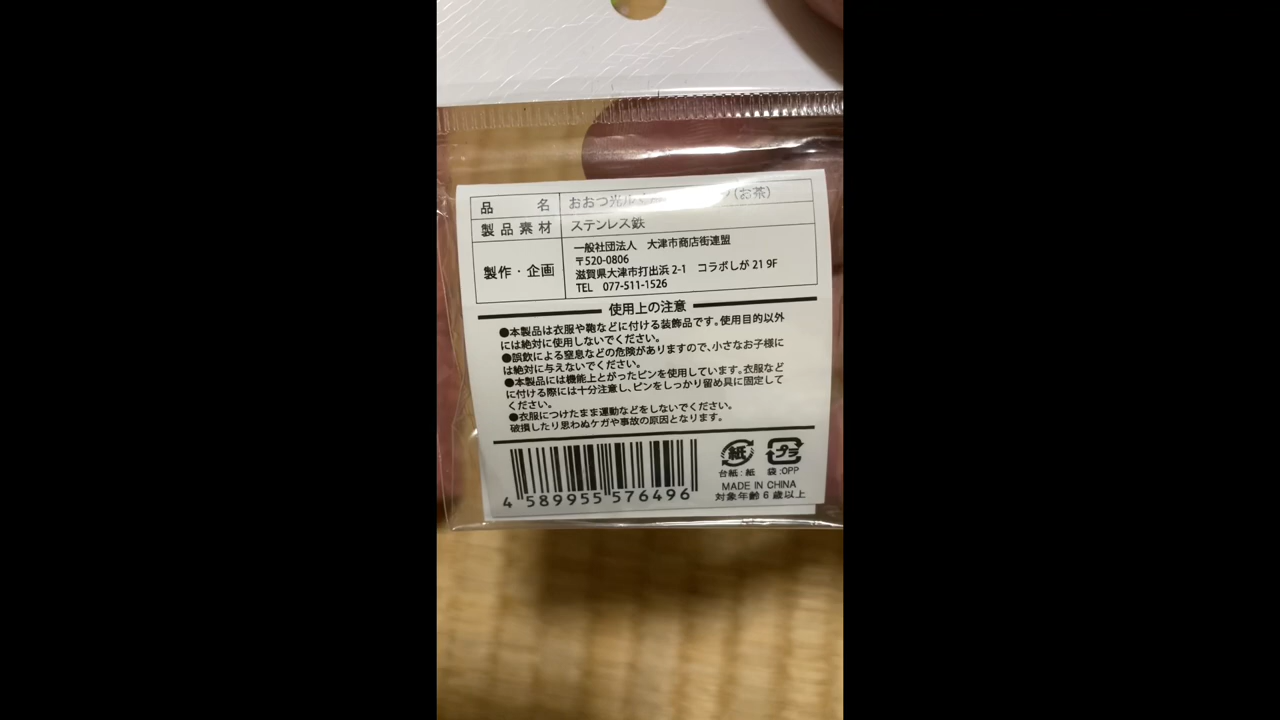 品名 おおつ光ル (お茶)
製品素材 ステンレス鉄
製作・企画 一般社団法人 大津市商店街連盟
〒520-0806
滋賀県大津市打出浜 2-1 コラボしが 21 9F
TEL 077-511-1526
使用上の注意
●本製品は衣服や鞄などに付ける装飾品です。使用目的以外
には絶対に使用しないでください。
●誤飲による窒息などの危険がありますので、小さなお子様に
は絶対に与えないでください。
●本製品には機能上とがったピンを使用しています。衣服など
に付ける際には十分注意し、ピンをしっかり留め具に固定して
ください。
●衣服につけたまま運動などをしないでください。
破損したり思わぬケガや事故の原因となります。
4 589955 576496
紙 プラ
台紙:紙 袋:OPP
MADE IN CHINA
対象年齢 6 歳以上